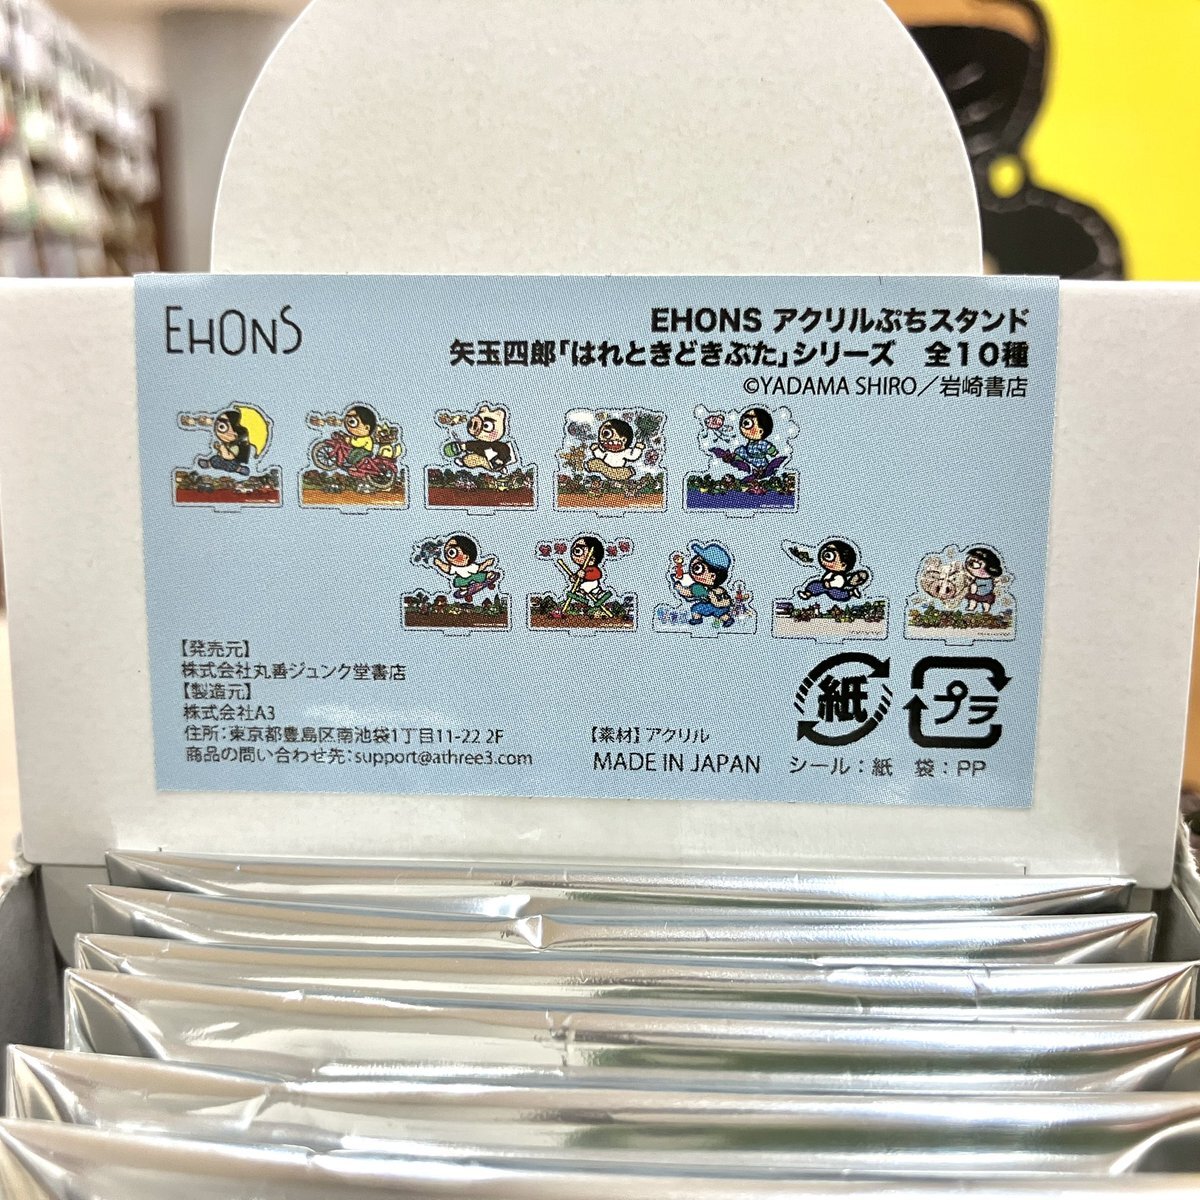 EHONS
EHONS アクリルぷちスタンド
矢玉四郎「はれときどきぶた」シリーズ　全10種
©YADAMA SHIRO／岩崎書店
【発売元】
株式会社丸善ジュンク堂書店
【製造元】
株式会社A3
住所：東京都豊島区南池袋1丁目11-22 2F
商品の問い合わせ先：support@athree3.com
【素材】アクリル
MADE IN JAPAN
紙
プラ
シール：紙　袋：PP